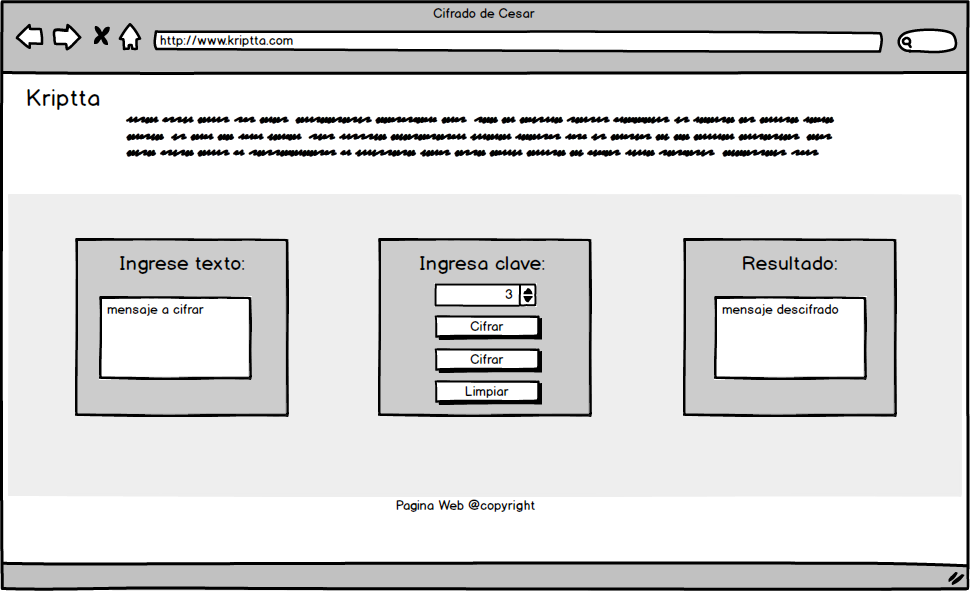 Cifrado de Cesar
http://www.kriptta.com
Kriptta
Ingrese texto:
mensaje a cifrar
Ingresa clave:
3
Cifrar
Cifrar
Limpiar
Resultado:
mensaje descifrado
Pagina Web @copyright